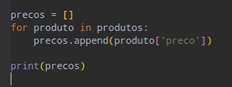 precos = []
for produto in produtos:
    precos.append(produto['preco'])
print(precos)